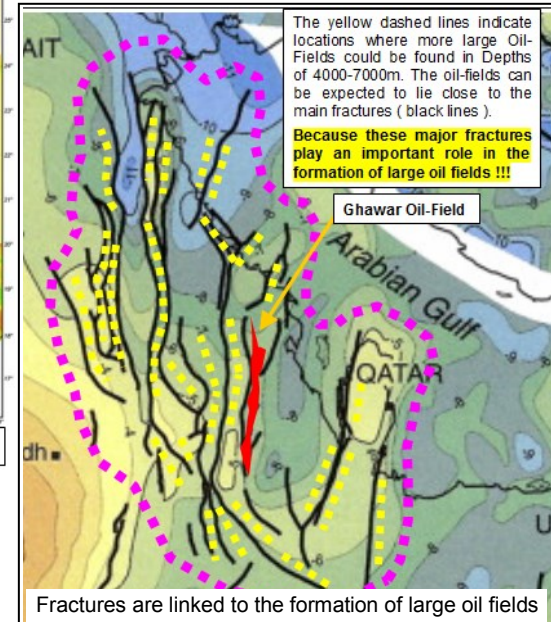 The yellow dashed lines indicate
locations where more large Oil-
Fields could be found in Depths
of 4000-7000m. The oil-fields can
be expected to lie close to the
main fractures ( black lines ).
Because these major fractures
play an important role in the
formation of large oil fields !!!
AIT
Ghawar Oil-Field
Arabian Gulf
QATAR
dh
U
-10
-4
-6
Fractures are linked to the formation of large oil fields